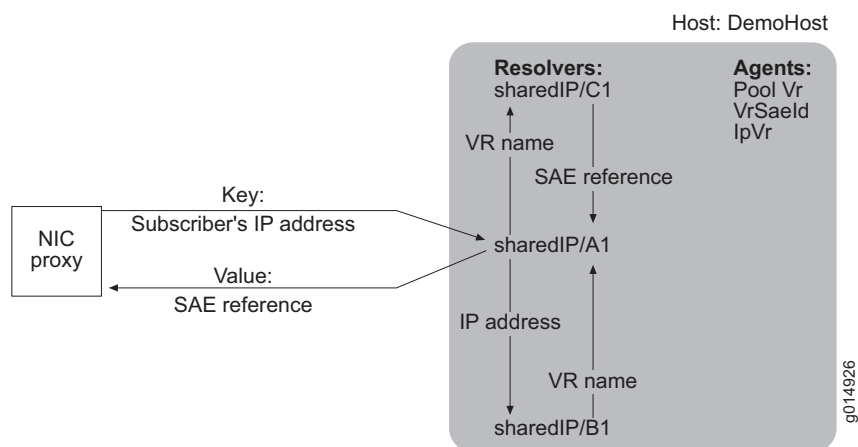 Host: DemoHost
Resolvers:
sharedIP/C1
Agents:
Pool Vr
VrSaeId
IpVr
VR name
SAE reference
Key:
Subscriber's IP address
NIC
proxy
sharedIP/A1
Value:
SAE reference
IP address
VR name
sharedIP/B1
g014926